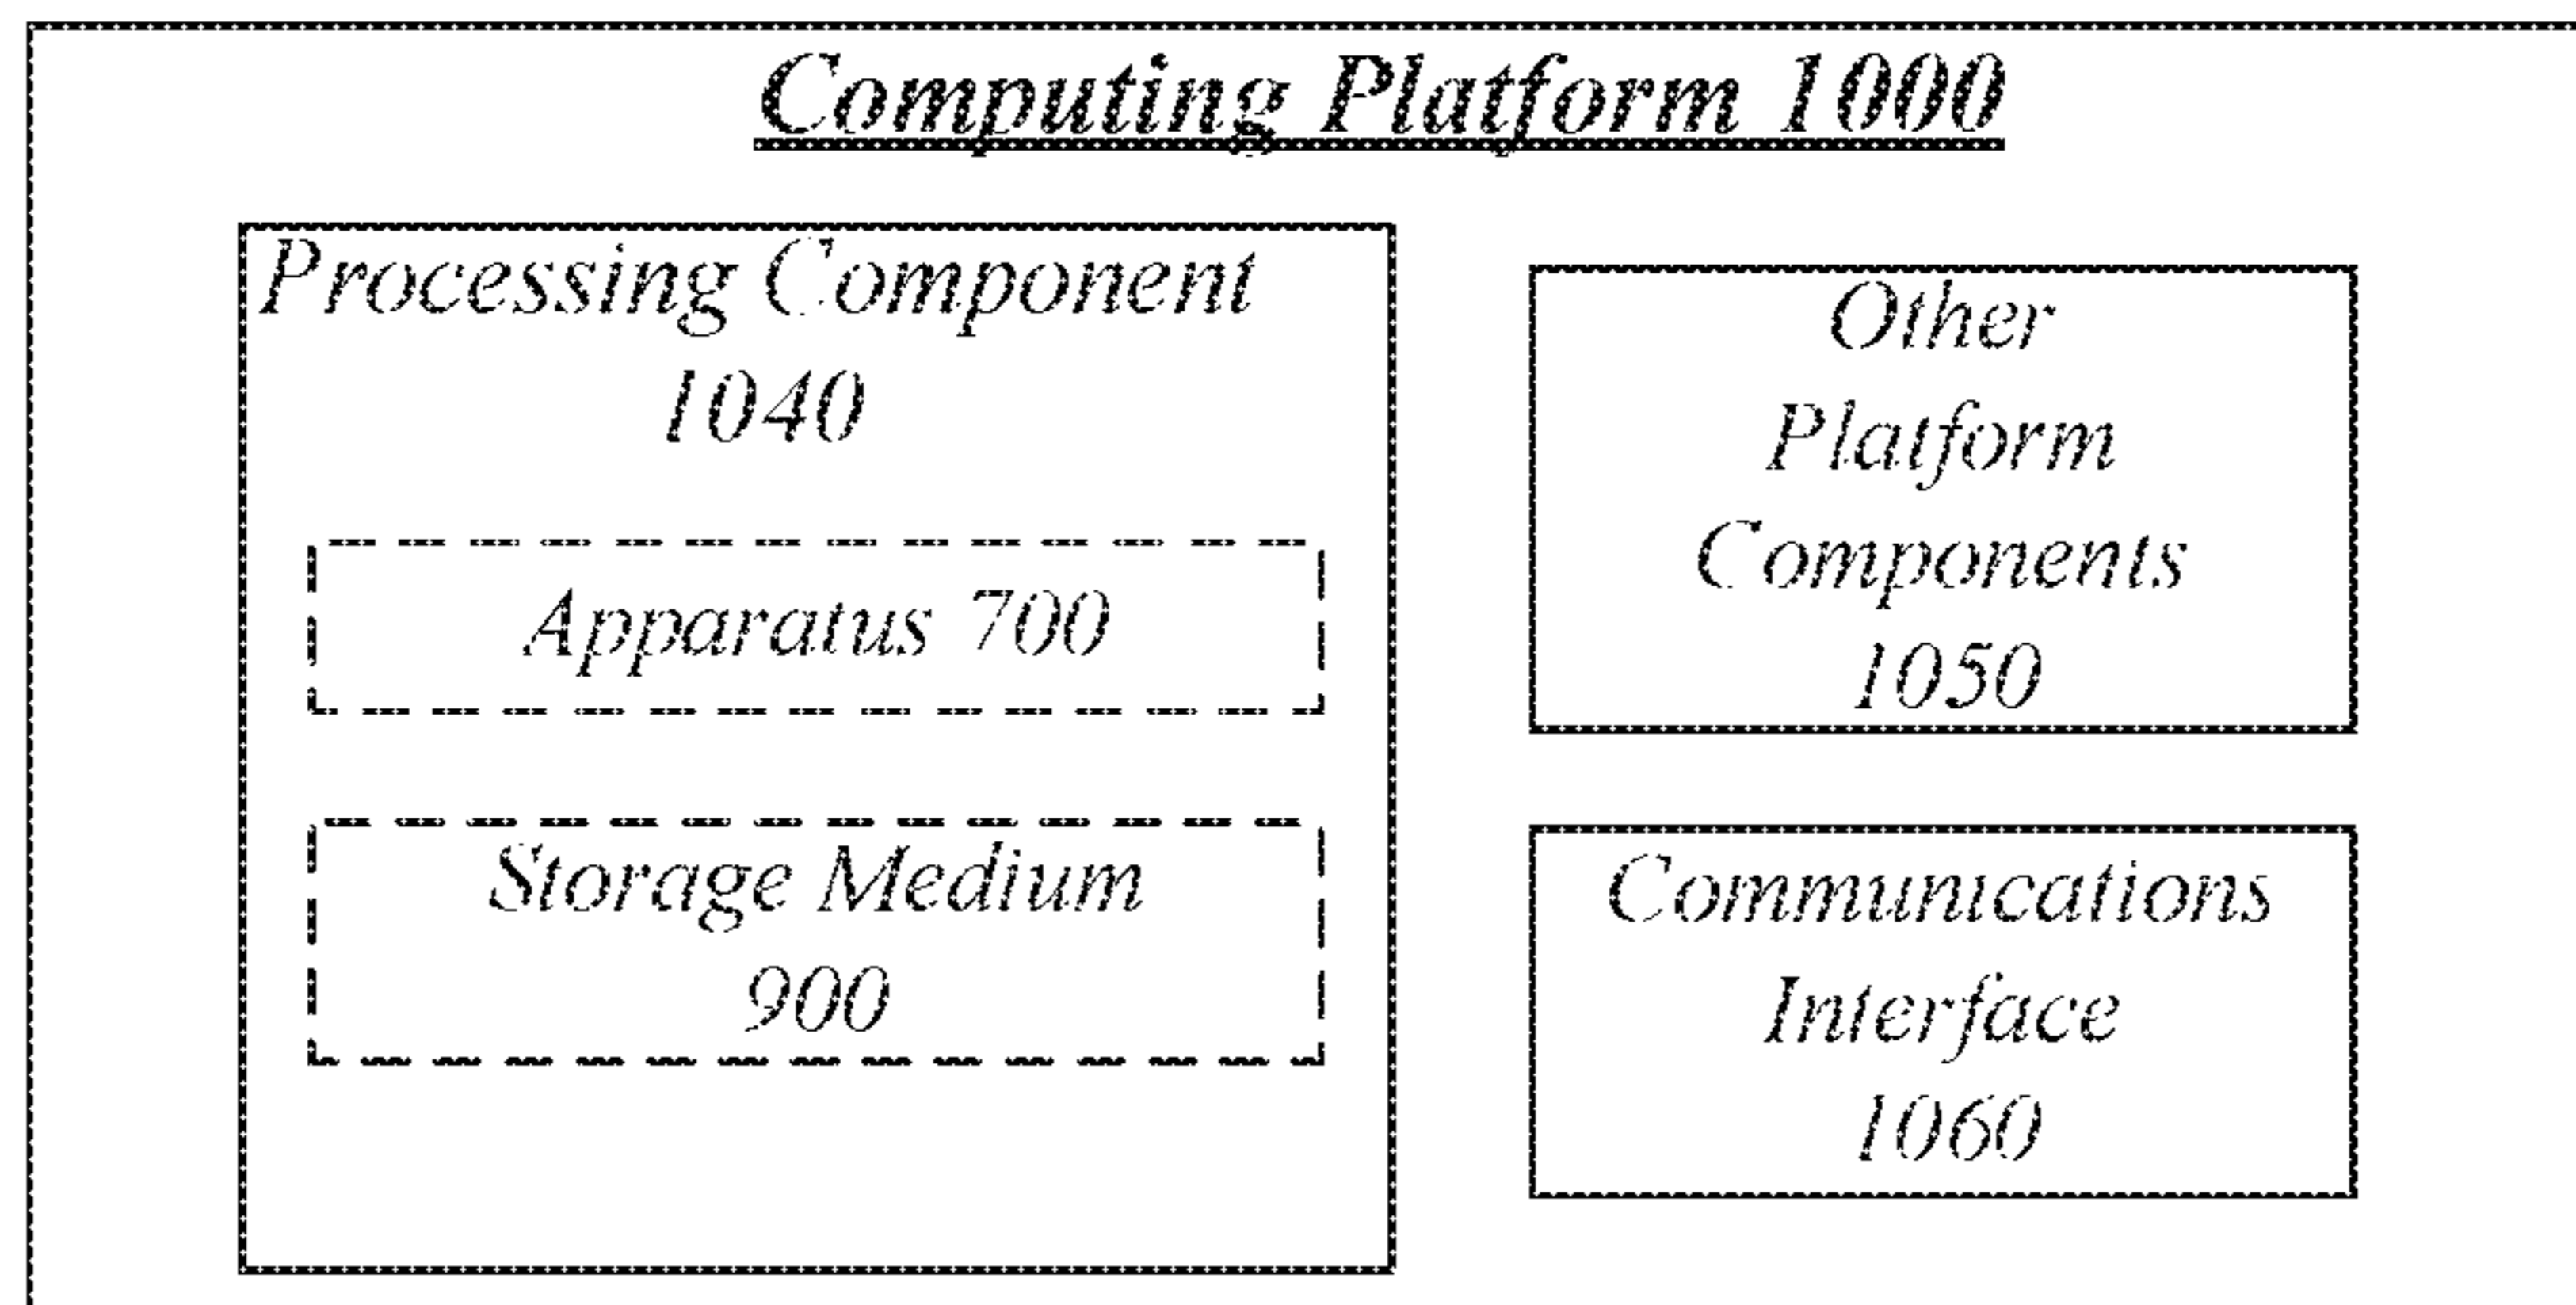 Computing Platform 1000
Processing Component
1040
Apparatus 700
Storage Medium
900
Other
Platform
Components
1050
Communications
Interface
1060